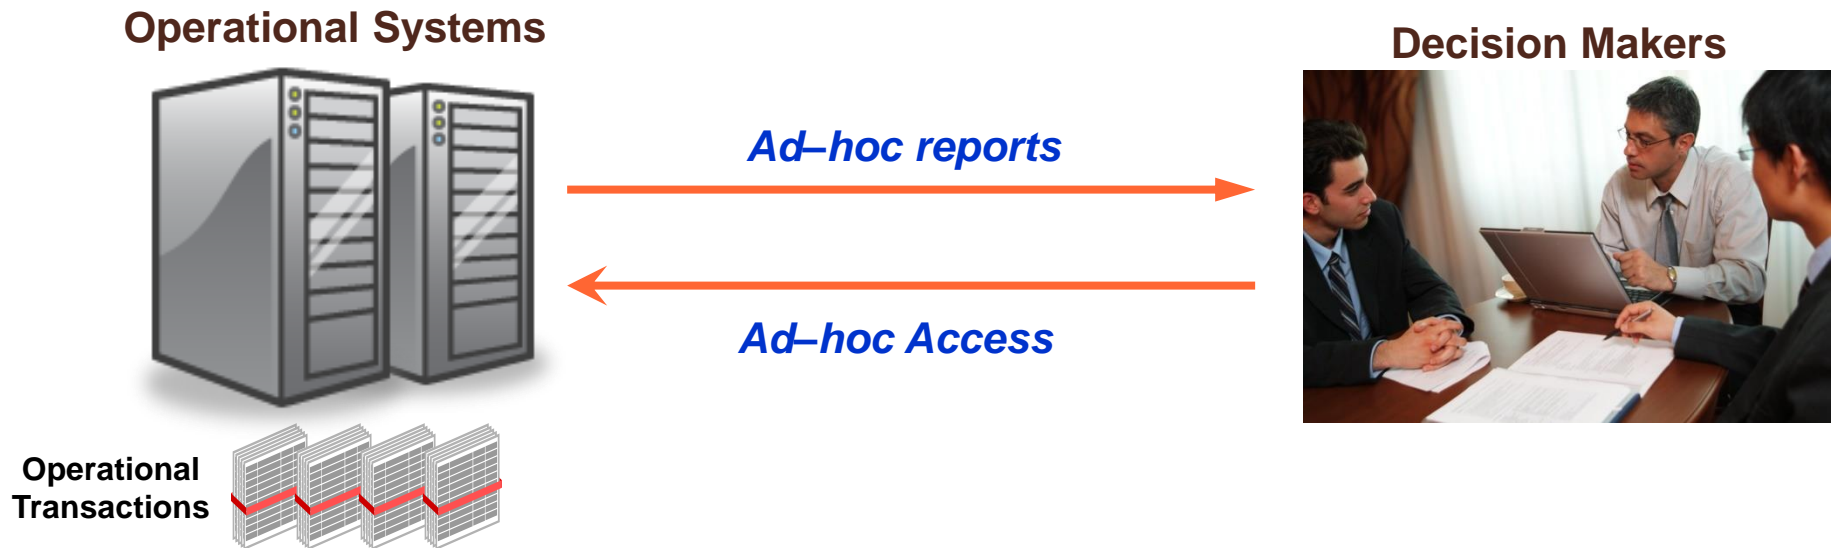 Operational Systems
Decision Makers
Ad–hoc reports
Ad–hoc Access
Operational
Transactions